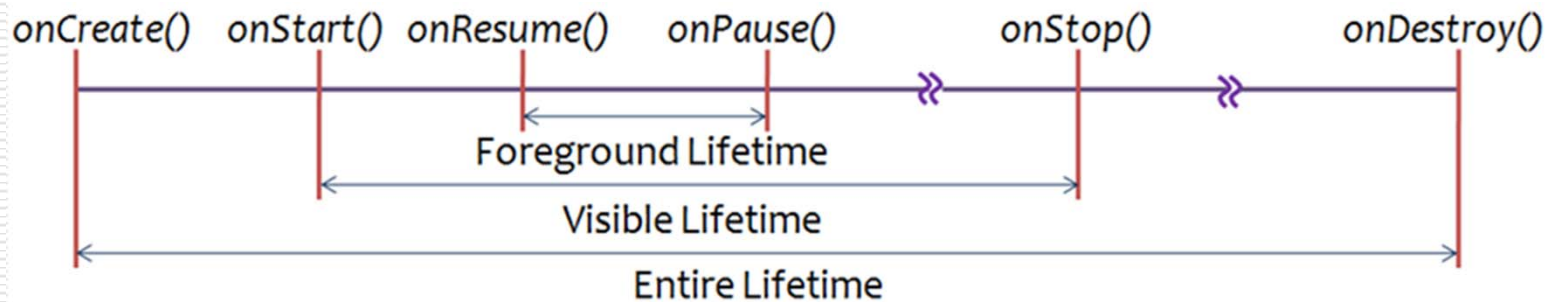 onCreate() onStart() onResume() onPause() onStop() onDestroy()
Foreground Lifetime
Visible Lifetime
Entire Lifetime